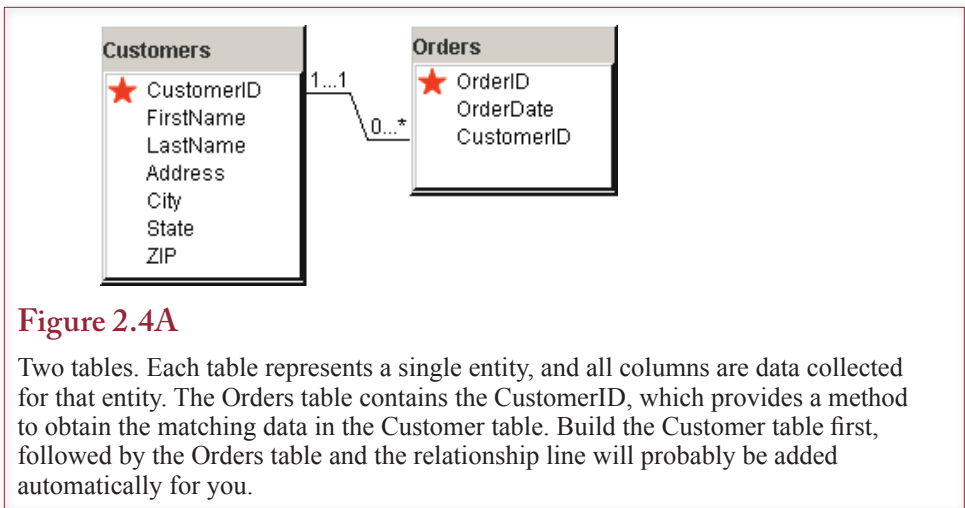 Customers
CustomerID
FirstName
LastName
Address
City
State
ZIP
1...1
0...*
Orders
OrderID
OrderDate
CustomerID
Figure 2.4A
Two tables. Each table represents a single entity, and all columns are data collected
for that entity. The Orders table contains the CustomerID, which provides a method
to obtain the matching data in the Customer table. Build the Customer table first,
followed by the Orders table and the relationship line will probably be added
automatically for you.